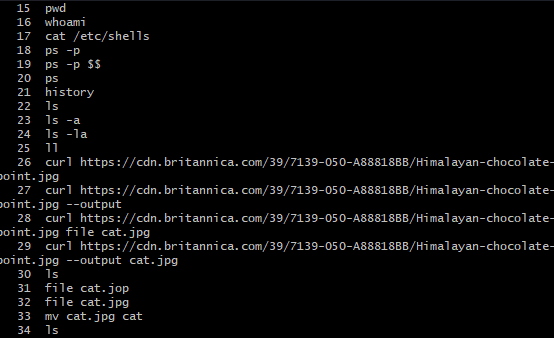 15 pwd
16 whoami
17 cat /etc/shells
18 ps -p
19 ps -p $$
20 ps
21 history
22 ls
23 ls -a
24 ls -la
25 ll
26 curl https://cdn.britannica.com/39/7139-050-A88818BB/Himalayan-chocolate-
point.jpg
27 curl https://cdn.britannica.com/39/7139-050-A88818BB/Himalayan-chocolate-
point.jpg --output
28 curl https://cdn.britannica.com/39/7139-050-A88818BB/Himalayan-chocolate-
point.jpg file cat.jpg
29 curl https://cdn.britannica.com/39/7139-050-A88818BB/Himalayan-chocolate-
point.jpg --output cat.jpg
30 ls
31 file cat.jop
32 file cat.jpg
33 mv cat.jpg cat
34 ls